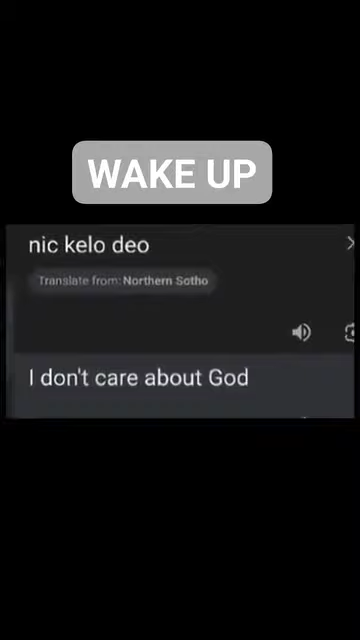 WAKE UP
nic kelo deo
Translate from: Northern Sotho
I don't care about God